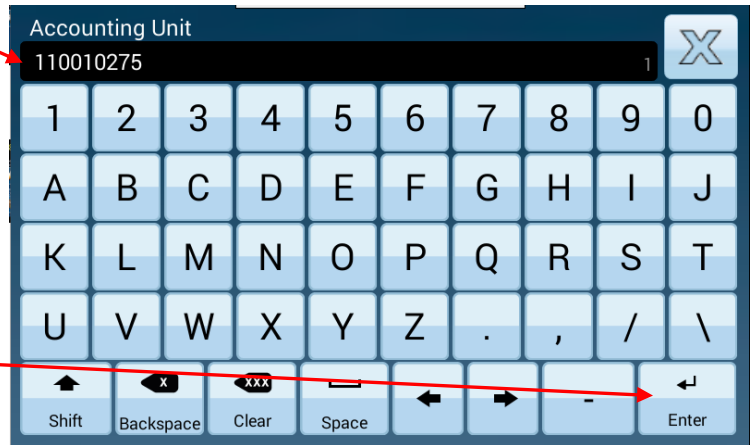 Accounting Unit
110010275 1
X
1 2 3 4 5 6 7 8 9 0
A B C D E F G H I J
K L M N O P Q R S T
U V W X Y Z . , / \
X XXX -
Shift Backspace Clear Space Enter